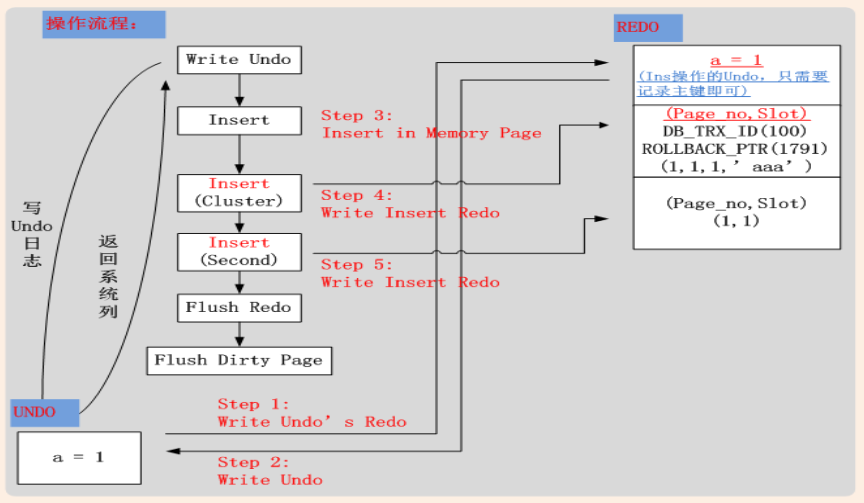 操作流程:
REDO
Write Undo
a = 1
(Ins操作的Undo，只需要
记录主键即可)
Insert
Step 3:
Insert in Memory Page
(Page_no,Slot)
DB_TRX_ID(100)
ROLLBACK_PTR(1791)
(1,1,1,'aaa')
Insert
(Cluster)
Step 4:
Write Insert Redo
(Page_no,Slot)
(1,1)
写
Undo
日
志
返
回
系
统
列
Insert
(Second)
Step 5:
Write Insert Redo
Flush Redo
Flush Dirty Page
UNDO
Step 1:
Write Undo's Redo
a = 1
Step 2:
Write Undo